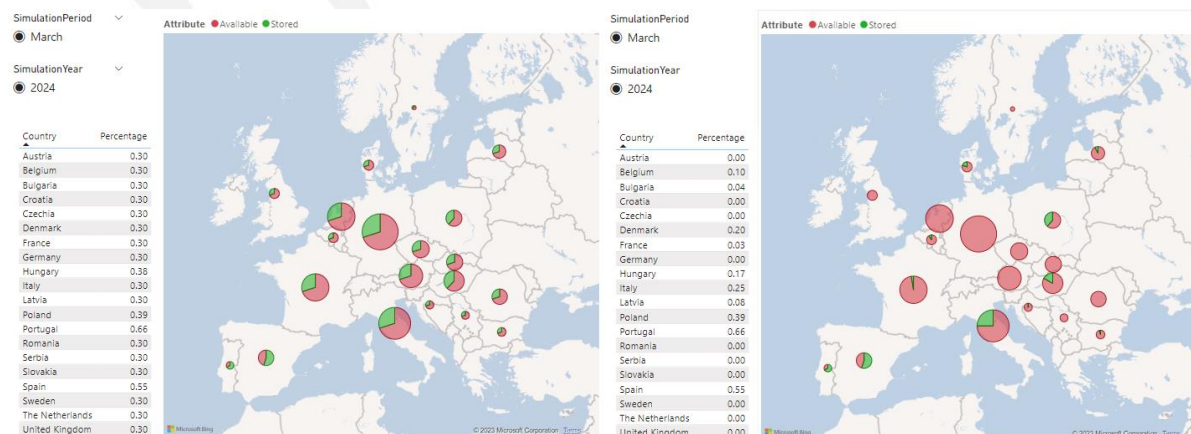 SimulationPeriod
March
SimulationYear
2024
Country Percentage
Austria 0.30
Belgium 0.30
Bulgaria 0.30
Croatia 0.30
Czechia 0.30
Denmark 0.30
France 0.30
Germany 0.30
Hungary 0.38
Italy 0.30
Latvia 0.30
Poland 0.39
Portugal 0.66
Romania 0.30
Serbia 0.30
Slovakia 0.30
Spain 0.55
Sweden 0.30
The Netherlands 0.30
United Kingdom 0.30
Attribute Available Stored
Microsoft Bing
© 2023 Microsoft Corporation Terms
SimulationPeriod
March
SimulationYear
2024
Country Percentage
Austria 0.00
Belgium 0.10
Bulgaria 0.04
Croatia 0.00
Czechia 0.00
Denmark 0.20
France 0.03
Germany 0.00
Hungary 0.17
Italy 0.25
Latvia 0.08
Poland 0.39
Portugal 0.66
Romania 0.00
Serbia 0.00
Slovakia 0.00
Spain 0.55
Sweden 0.00
The Netherlands 0.00
United Kingdom 0.00
Attribute Available Stored
Microsoft Bing
© 2023 Microsoft Corporation Terms